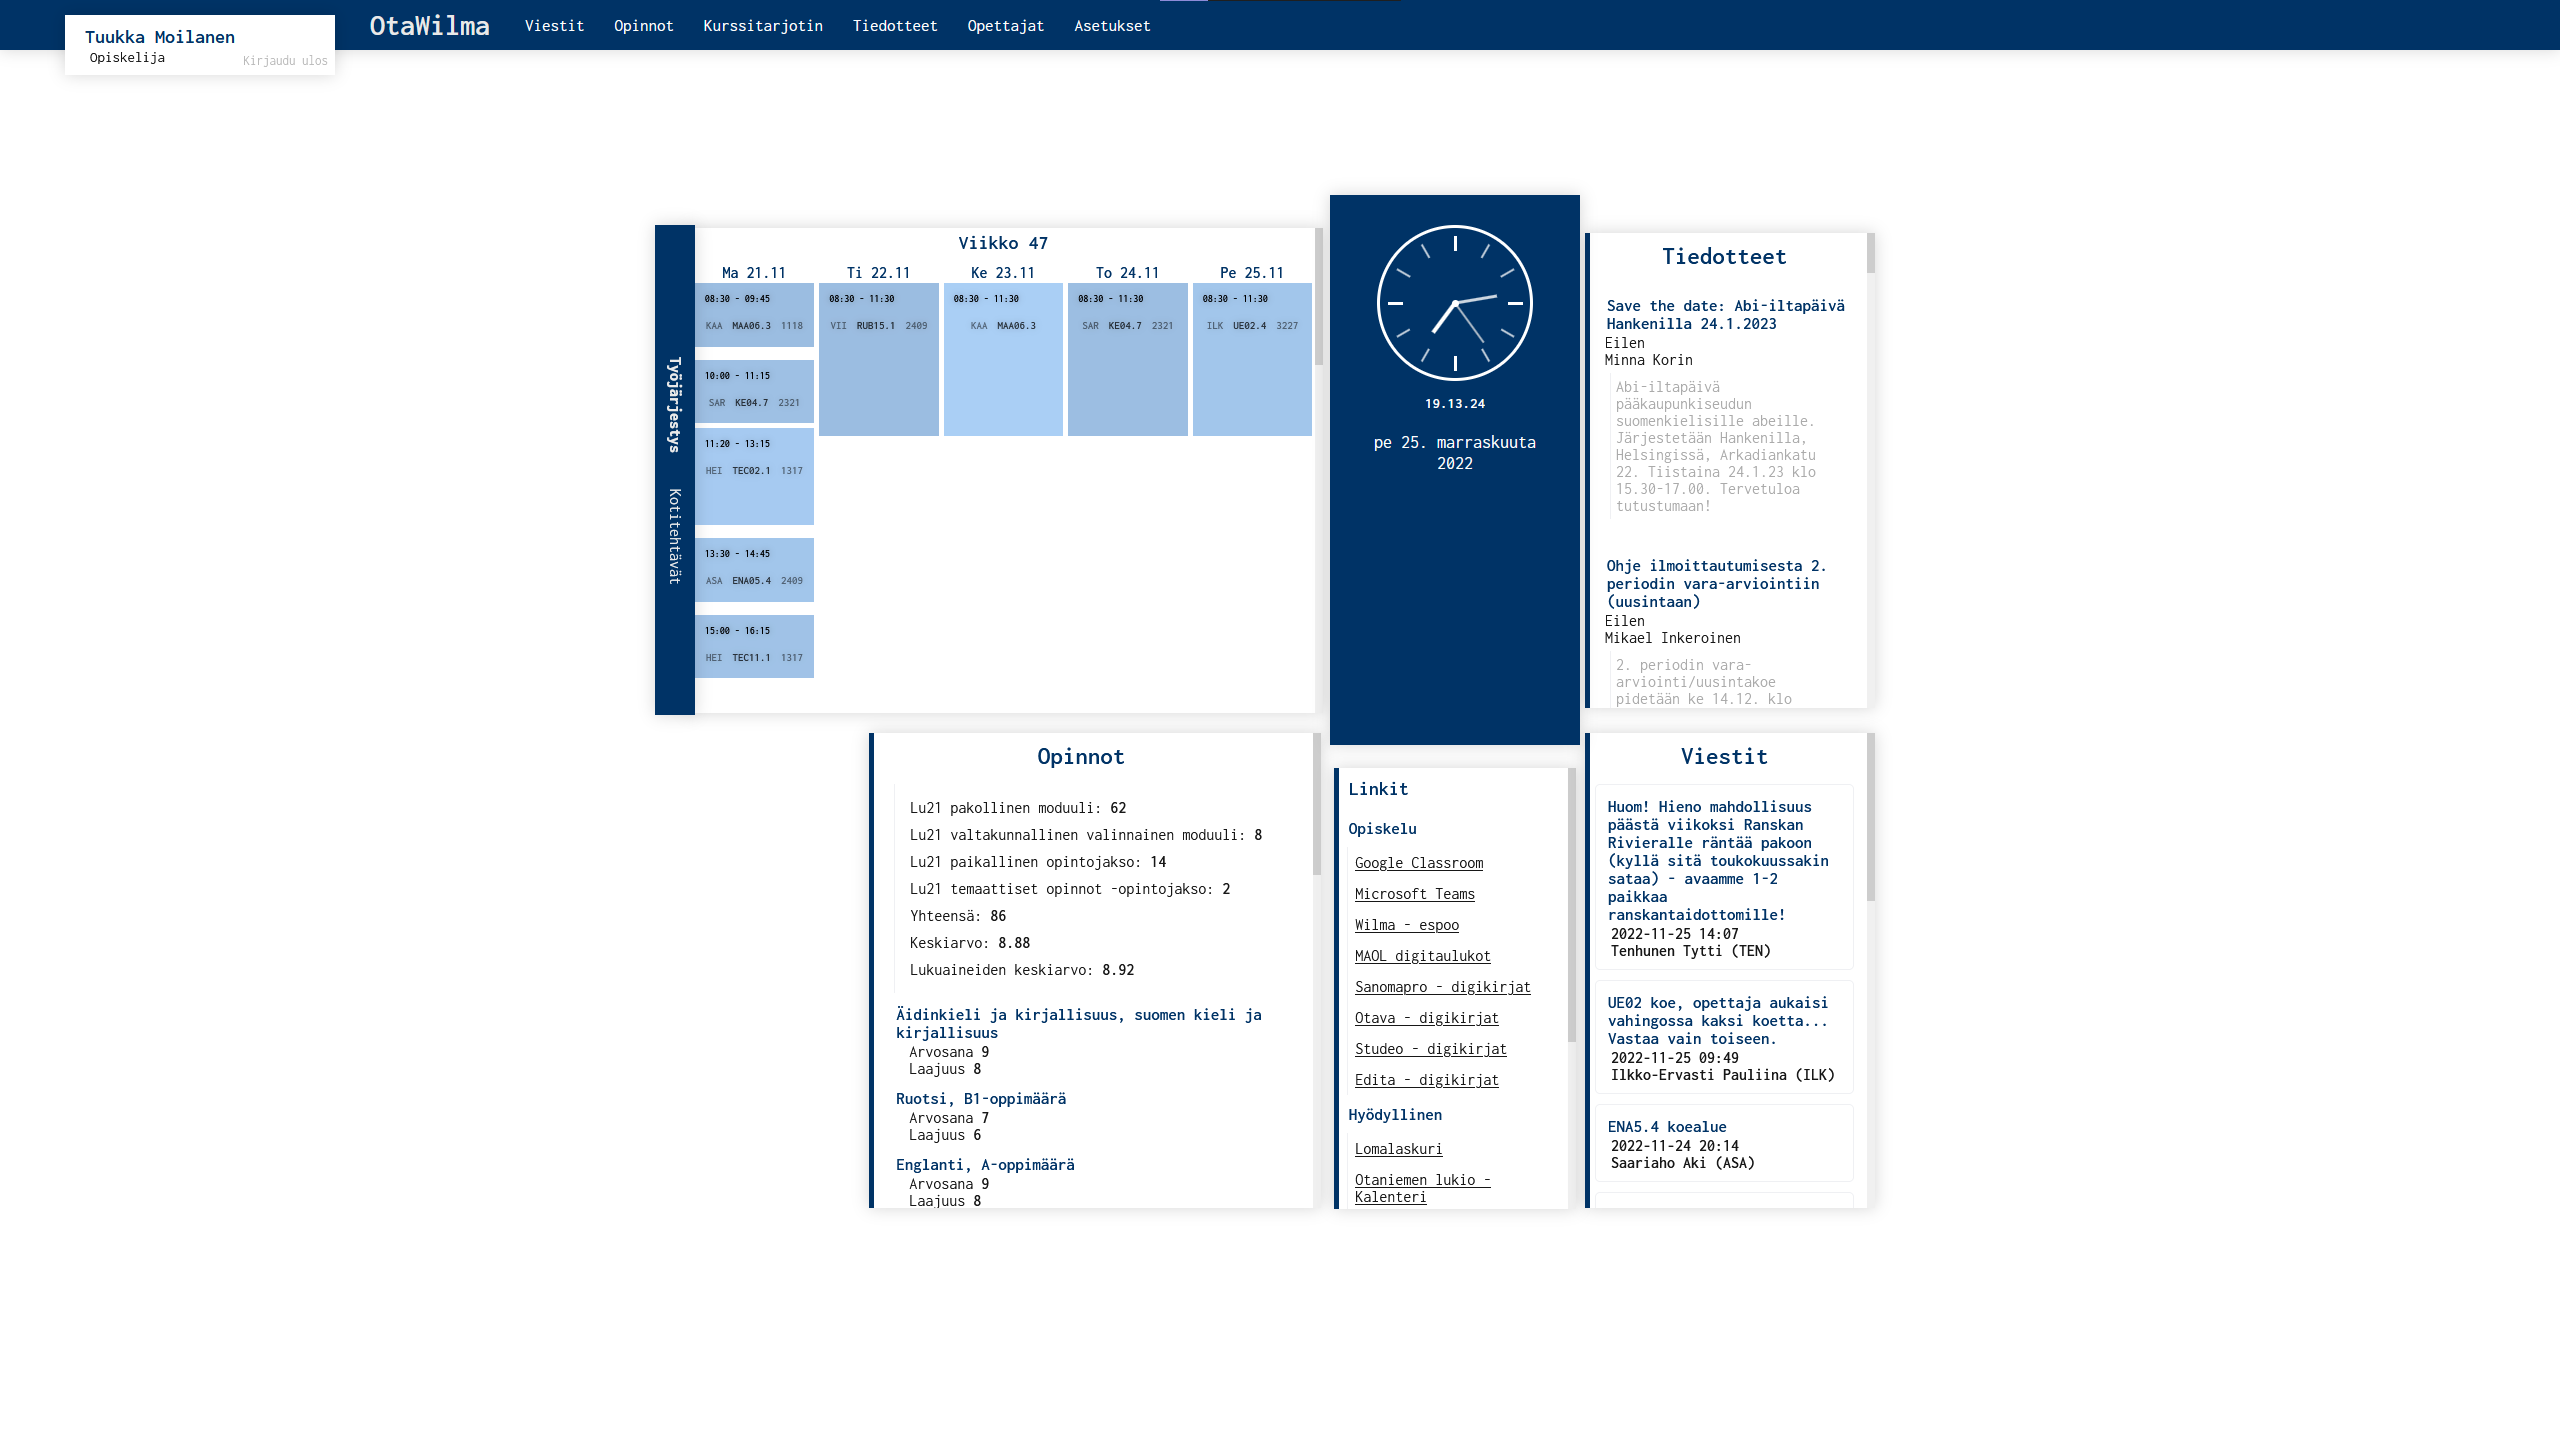 Tuukka Moilanen
Opiskelija
Kirjaudu ulos
OtaWilma
Viestit
Opinnot
Kurssitarjotin
Tiedotteet
Opettajat
Asetukset
Työjärjestys
Kotitehtävät
Viikko 47
Ma 21.11
08:30 - 09:45
KAA MAA06.3 1118
10:00 - 11:15
SAR KE04.7 2321
11:20 - 13:15
HEI TEC02.1 1317
13:30 - 14:45
ASA ENA05.4 2409
15:00 - 16:15
HEI TEC11.1 1317
Ti 22.11
08:30 - 11:30
VII RUB15.1 2409
Ke 23.11
08:30 - 11:30
KAA MAA06.3
To 24.11
08:30 - 11:30
SAR KE04.7 2321
Pe 25.11
08:30 - 11:30
ILK UE02.4 3227
19.13.24
pe 25. marraskuuta
2022
Tiedotteet
Save the date: Abi-iltapäivä
Hankenilla 24.1.2023
Eilen
Minna Korin
Abi-iltapäivä
pääkaupunkiseudun
suomenkielisille abeille.
Järjestetään Hankenilla,
Helsingissä, Arkadiankatu
22. Tiistaina 24.1.23 klo
15.30-17.00. Tervetuloa
tutustumaan!
Ohje ilmoittautumisesta 2.
periodin vara-arviointiin
(uusintaan)
Eilen
Mikael Inkeroinen
2. periodin vara-
arviointi/uusintakoe
pidetään ke 14.12. klo
Opinnot
Lu21 pakollinen moduuli: 62
Lu21 valtakunnallinen valinnainen moduuli: 8
Lu21 paikallinen opintojakso: 14
Lu21 temaattiset opinnot -opintojakso: 2
Yhteensä: 86
Keskiarvo: 8.88
Lukuaineiden keskiarvo: 8.92
Äidinkieli ja kirjallisuus, suomen kieli ja
kirjallisuus
Arvosana 9
Laajuus 8
Ruotsi, B1-oppimäärä
Arvosana 7
Laajuus 6
Englanti, A-oppimäärä
Arvosana 9
Laajuus 8
Linkit
Opiskelu
Google Classroom
Microsoft Teams
Wilma - espoo
MAOL digitaulukot
Sanomapro - digikirjat
Otava - digikirjat
Studeo - digikirjat
Edita - digikirjat
Hyödyllinen
Lomalaskuri
Otaniemen lukio -
Kalenteri
Viestit
Huom! Hieno mahdollisuus
päästä viikoksi Ranskan
Rivieralle räntää pakoon
(kyllä sitä toukokuussakin
sataa) - avaamme 1-2
paikkaa
ranskantaidottomille!
2022-11-25 14:07
Tenhunen Tytti (TEN)
UE02 koe, opettaja aukaisi
vahingossa kaksi koetta...
Vastaa vain toiseen.
2022-11-25 09:49
Ilkko-Ervasti Pauliina (ILK)
ENA5.4 koealue
2022-11-24 20:14
Saariaho Aki (ASA)